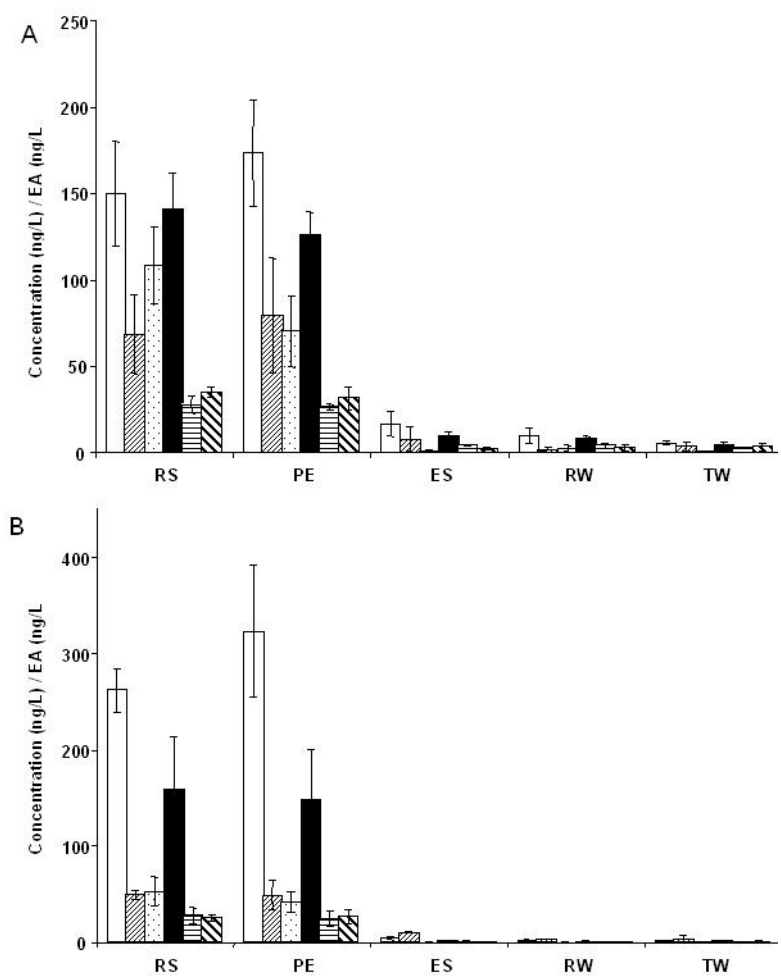 A
250
200
150
100
50
0
Concentration (ng/L) / EA (ng/L
RS PE ES RW TW
B
400
300
200
100
0
Concentration (ng/L) / EA (ng/L
RS PE ES RW TW